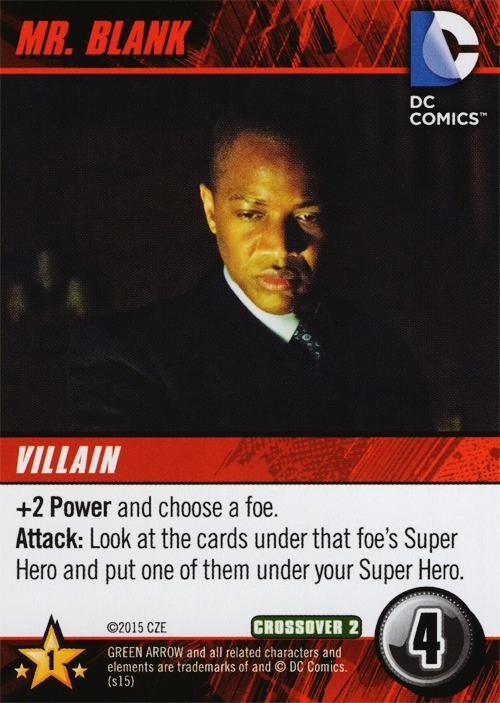 MR. BLANK
DC
COMICS™
VILLAIN
+2 Power and choose a foe.
Attack: Look at the cards under that foe's Super
Hero and put one of them under your Super Hero.
©2015 CZE
CROSSOVER 2
4
1
GREEN ARROW and all related characters and
elements are trademarks of and © DC Comics.
(s15)